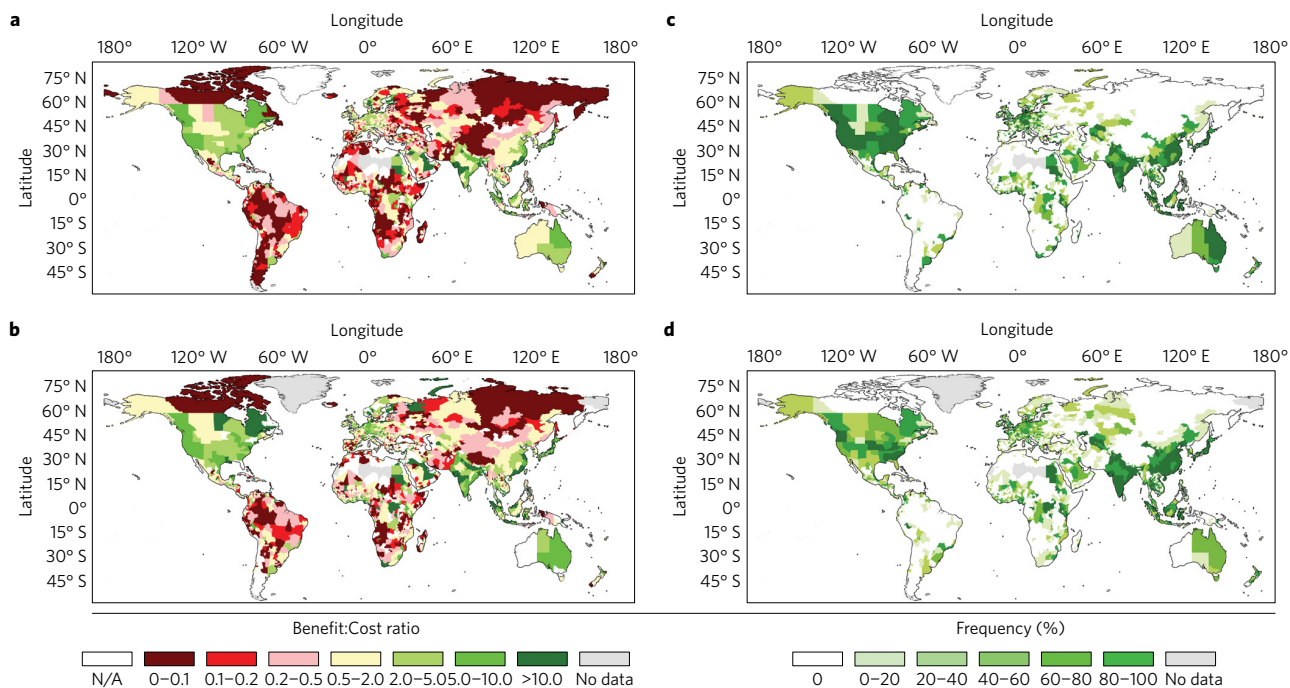 a
Longitude
180° 120° W 60° W 0° 60° E 120° E
75° N
60° N
45° N
30° N
15° N
0°
15° S
30° S
45° S
Latitude
c
Longitude
180° 120° W 60° W 0° 60° E 120° E 180°
75° N
60° N
45° N
30° N
15° N
0°
15° S
30° S
45° S
Latitude
b
Longitude
180° 120° W 60° W 0° 60° E 120° E
75° N
60° N
45° N
30° N
15° N
0°
15° S
30° S
45° S
Latitude
d
Longitude
180° 120° W 60° W 0° 60° E 120° E 180°
75° N
60° N
45° N
30° N
15° N
0°
15° S
30° S
45° S
Latitude
Benefit:Cost ratio
N/A 0–0.1 0.1–0.2 0.2–0.5 0.5–2.0 2.0–5.0 5.0–10.0 >10.0 No data
Frequency (%)
0 0–20 20–40 40–60 60–80 80–100 No data